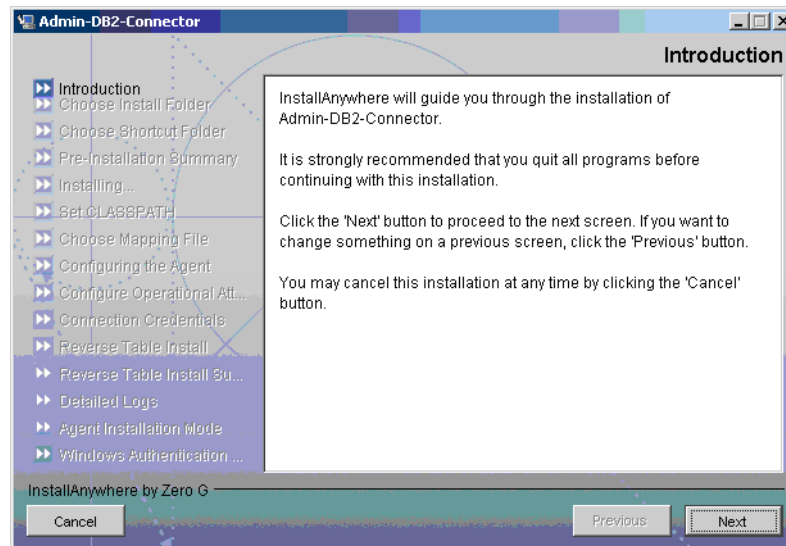 Admin-DB2-Connector
Introduction
Introduction
Choose Install Folder
Choose Shortcut Folder
Pre-Installation Summary
Installing...
Set CLASSPATH
Choose Mapping File
Configuring the Agent
Configure Operational Att...
Connection Credentials
Reverse Table Install
Reverse Table Install Su...
Detailed Logs
Agent Installation Mode
Windows Authentication ...
InstallAnywhere will guide you through the installation of
Admin-DB2-Connector.
It is strongly recommended that you quit all programs before
continuing with this installation.
Click the 'Next' button to proceed to the next screen. If you want to
change something on a previous screen, click the 'Previous' button.
You may cancel this installation at any time by clicking the 'Cancel'
button.
InstallAnywhere by Zero G
Cancel
Previous
Next